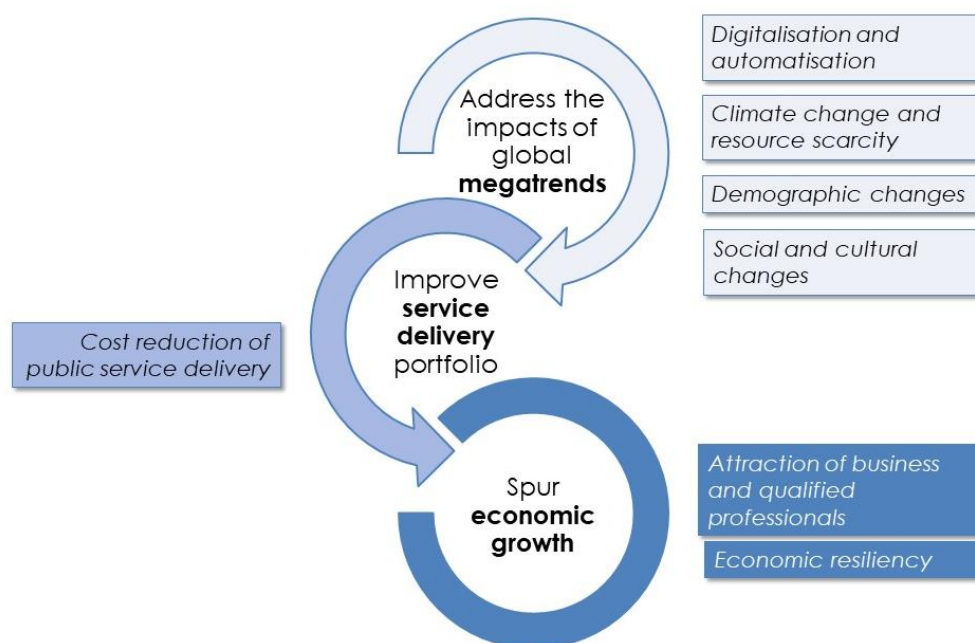 Address the
impacts of
global
megatrends
Digitalisation and
automatisation
Climate change and
resource scarcity
Demographic changes
Social and cultural
changes
Improve
service
delivery
portfolio
Cost reduction of
public service delivery
Spur
economic
growth
Attraction of business
and qualified
professionals
Economic resiliency